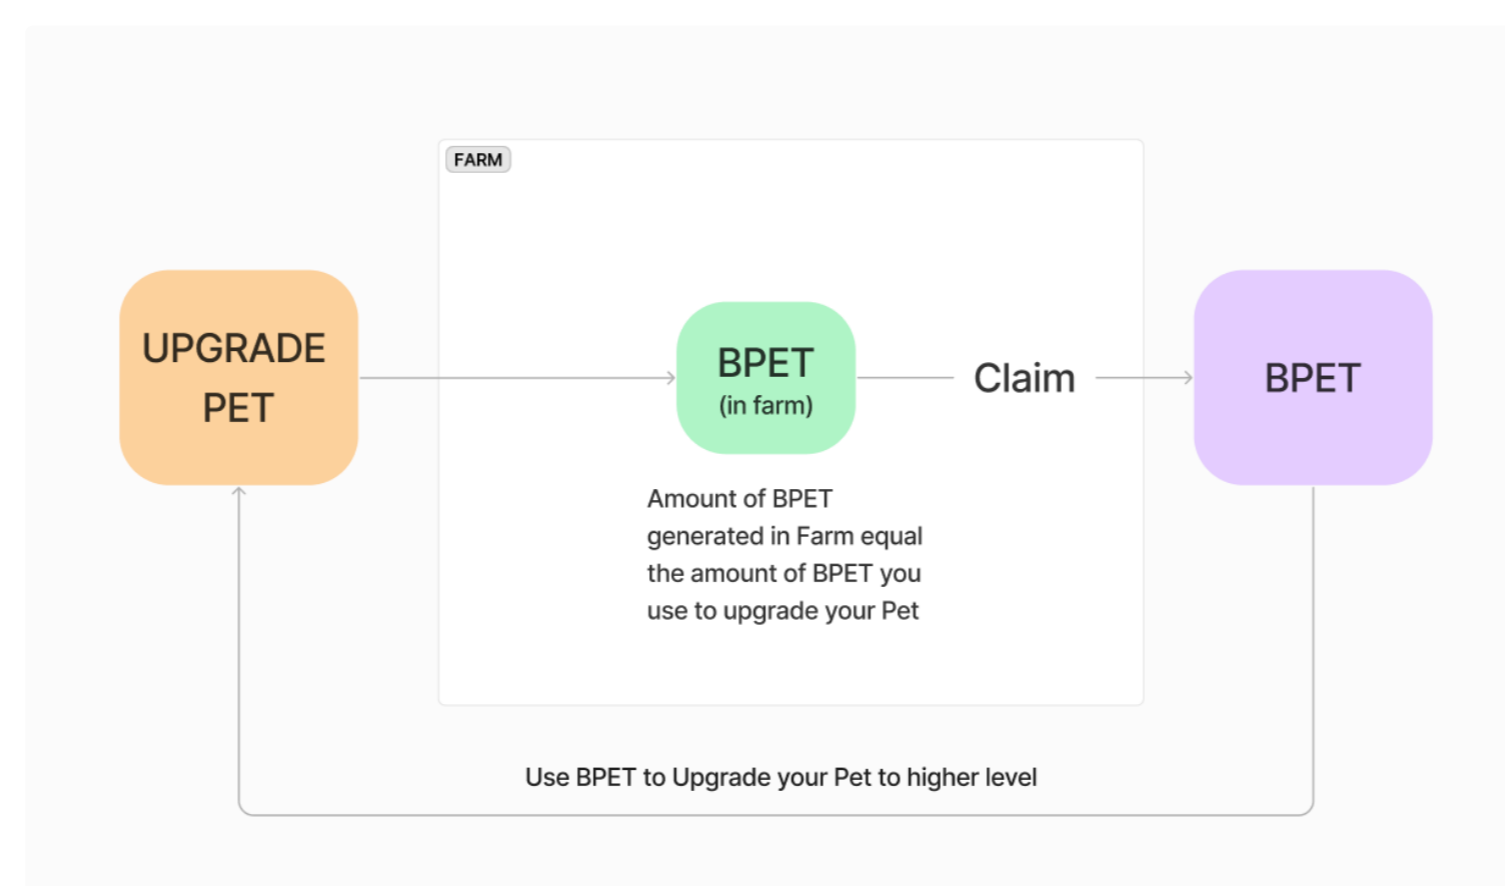 FARM
UPGRADE
PET
BPET
(in farm)
Claim
BPET
Amount of BPET
generated in Farm equal
the amount of BPET you
use to upgrade your Pet
Use BPET to Upgrade your Pet to higher level